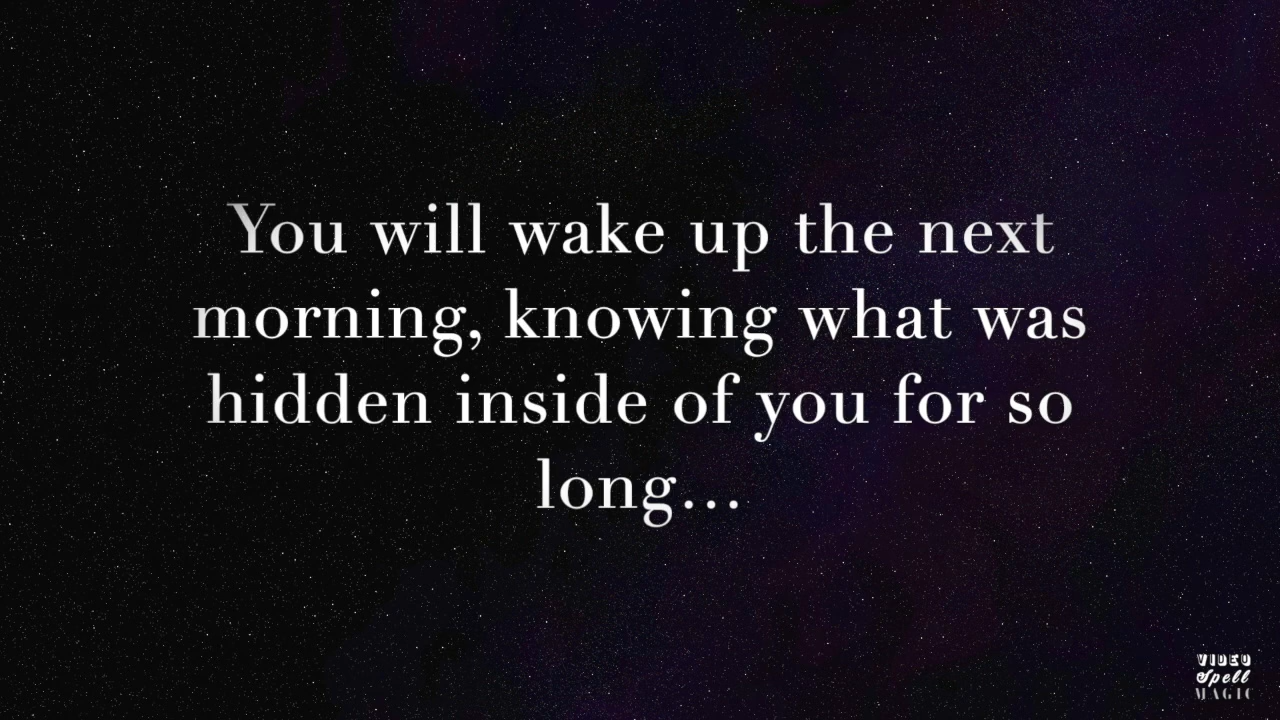 You will wake up the next
morning, knowing what was
hidden inside of you for so
long...
VIDEO
Spell
MAGIC